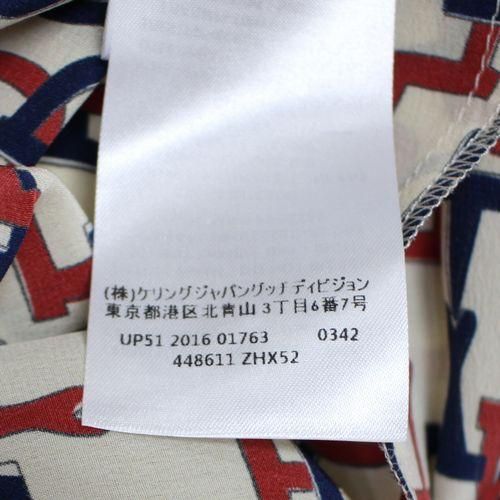 (株)ケリングジャパングッチ ディビジョン
東京都港区北青山 3丁目6番7号
UP51 2016 01763 0342
448611 ZHX52